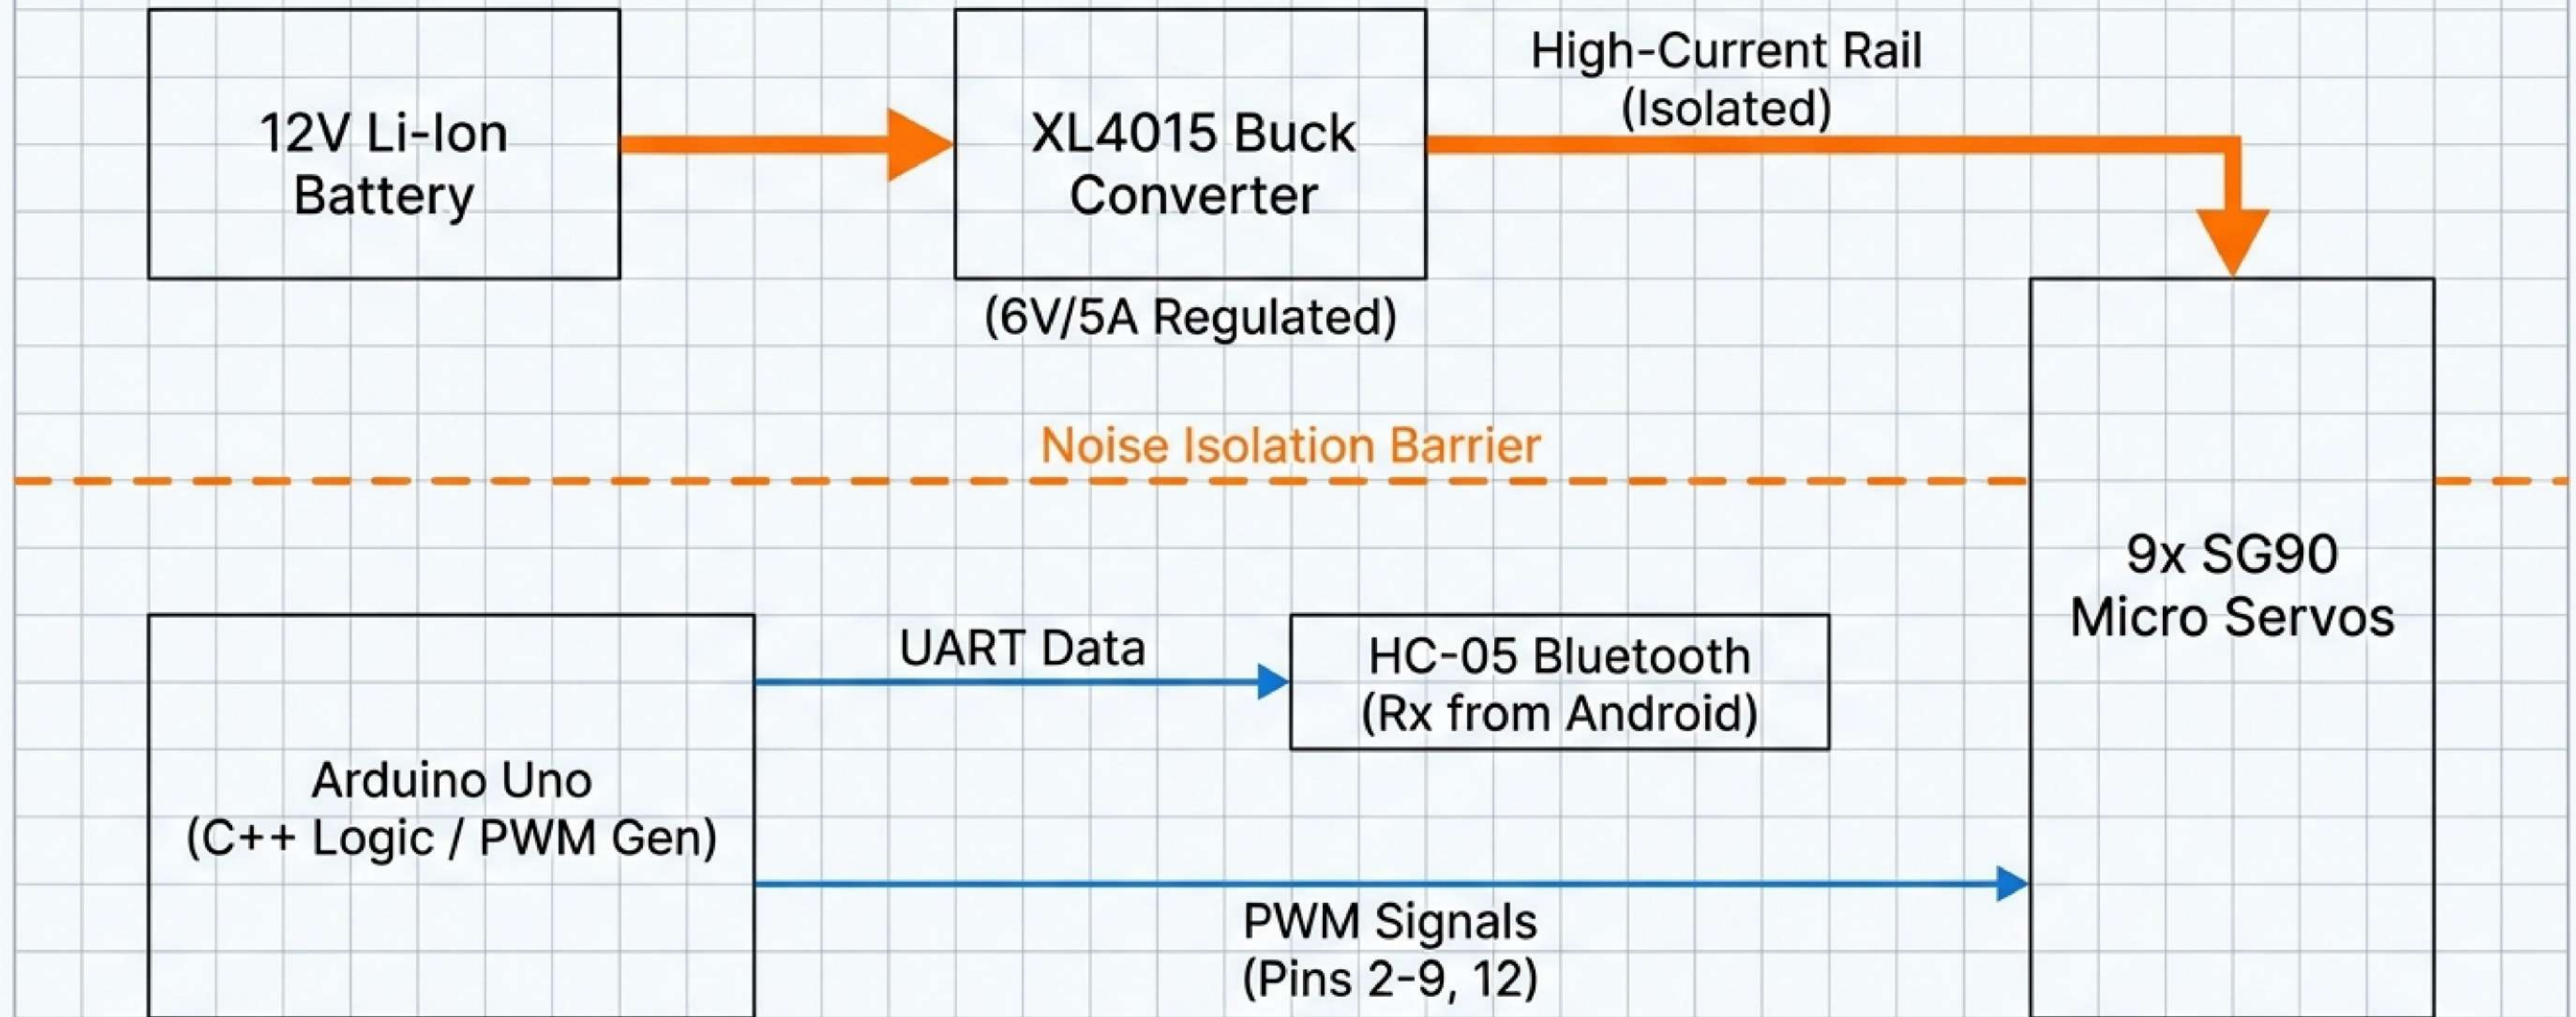 12V Li-Ion
Battery
XL4015 Buck
Converter
(6V/5A Regulated)
High-Current Rail
(Isolated)
Noise Isolation Barrier
9x SG90
Micro Servos
UART Data
HC-05 Bluetooth
(Rx from Android)
Arduino Uno
(C++ Logic / PWM Gen)
PWM Signals
(Pins 2-9, 12)